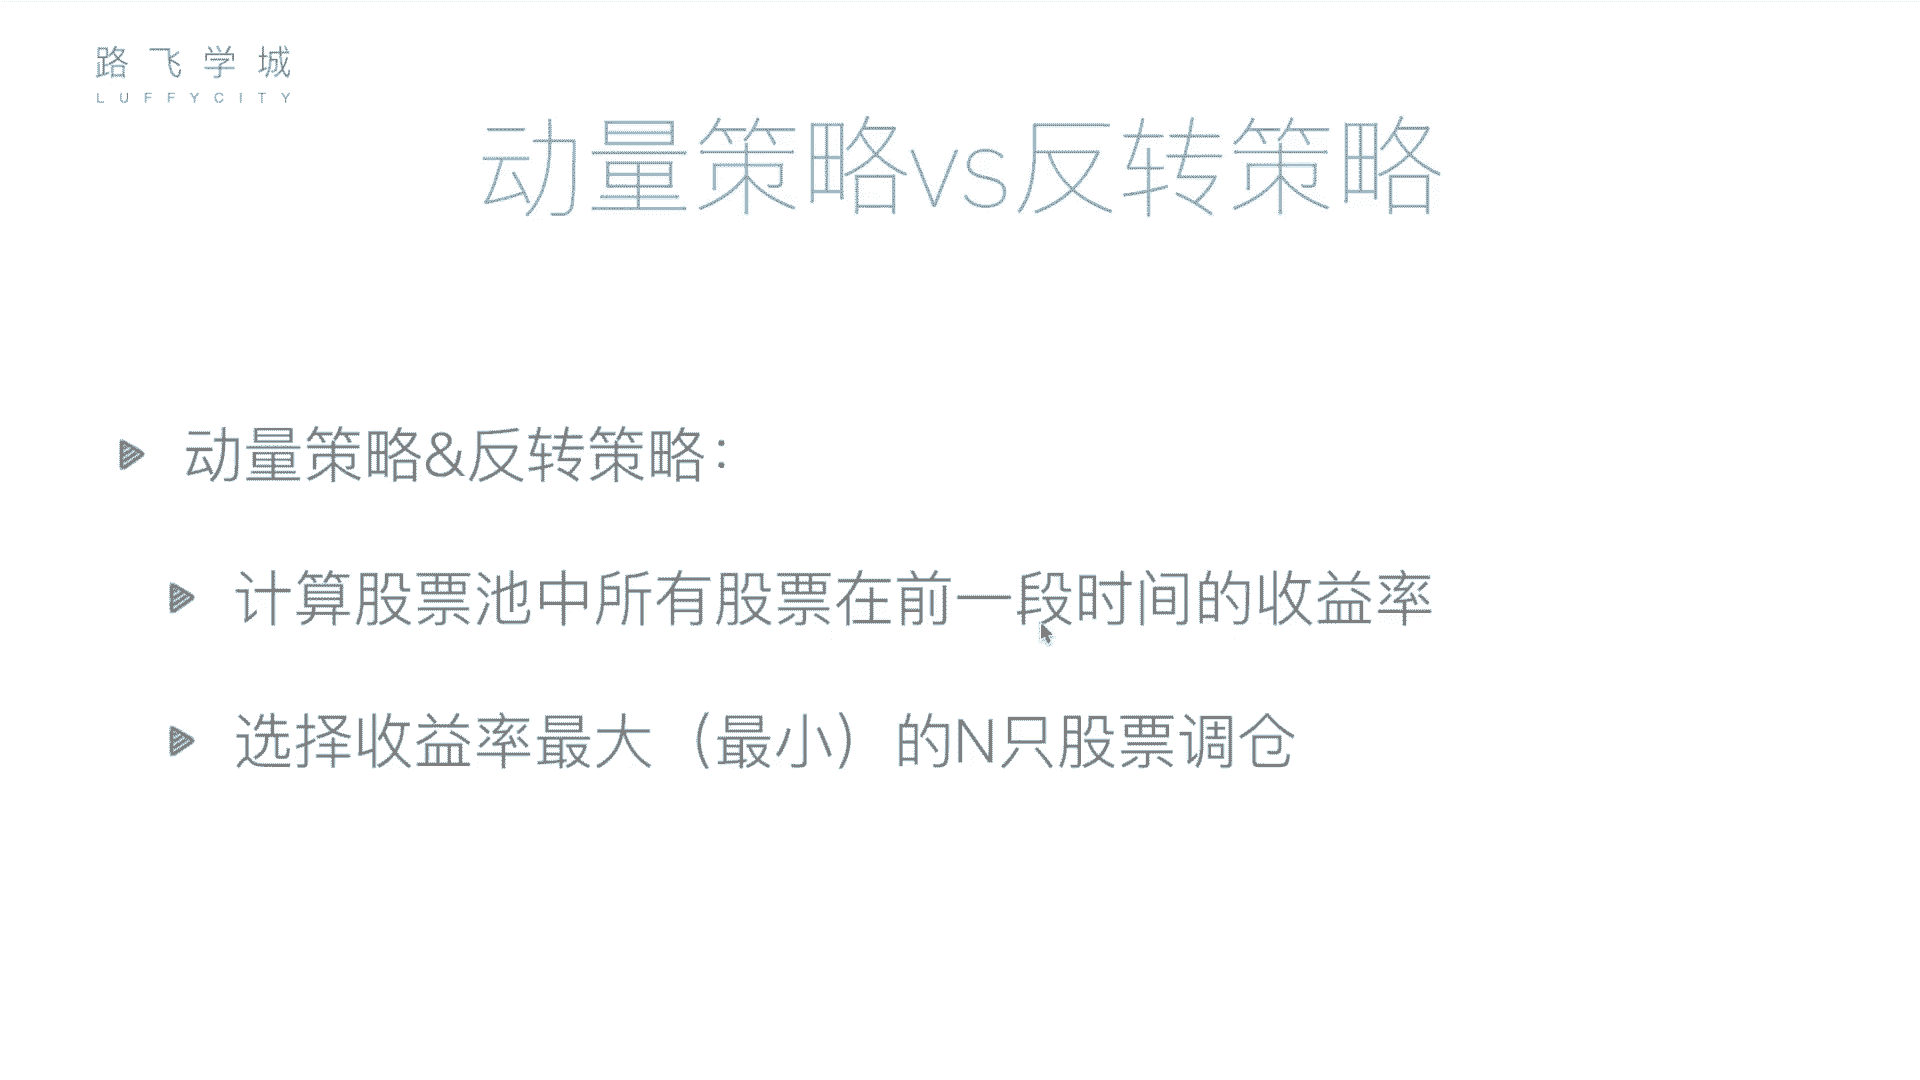 路飞学城
LUFFYCITY
动量策略vs反转策略
动量策略&反转策略：
计算股票池中所有股票在前一段时间的收益率
选择收益率最大（最小）的N只股票调仓